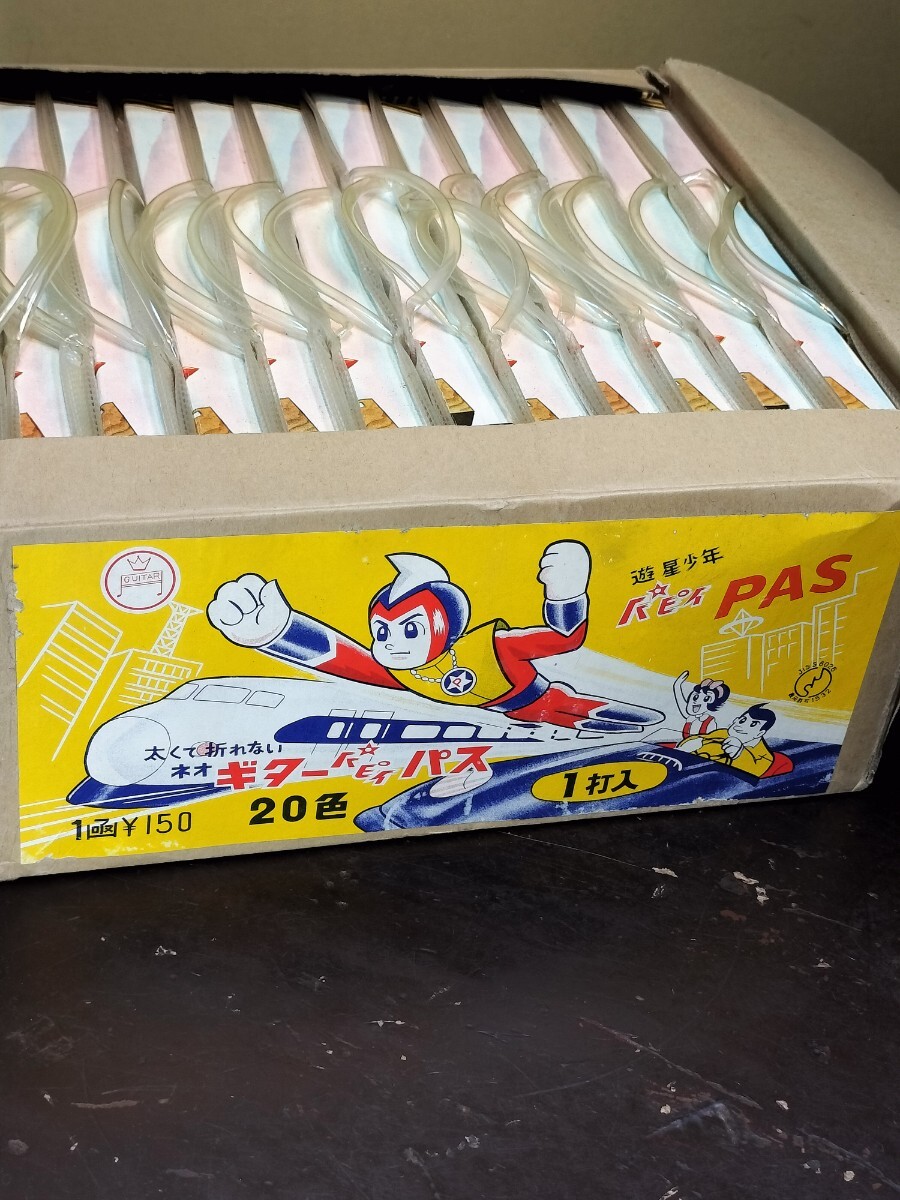 GUITAR
遊星少年
パピイ PAS
太くて折れない
ネオ ギターパピイパス
20色
1打入
1凾¥150
P